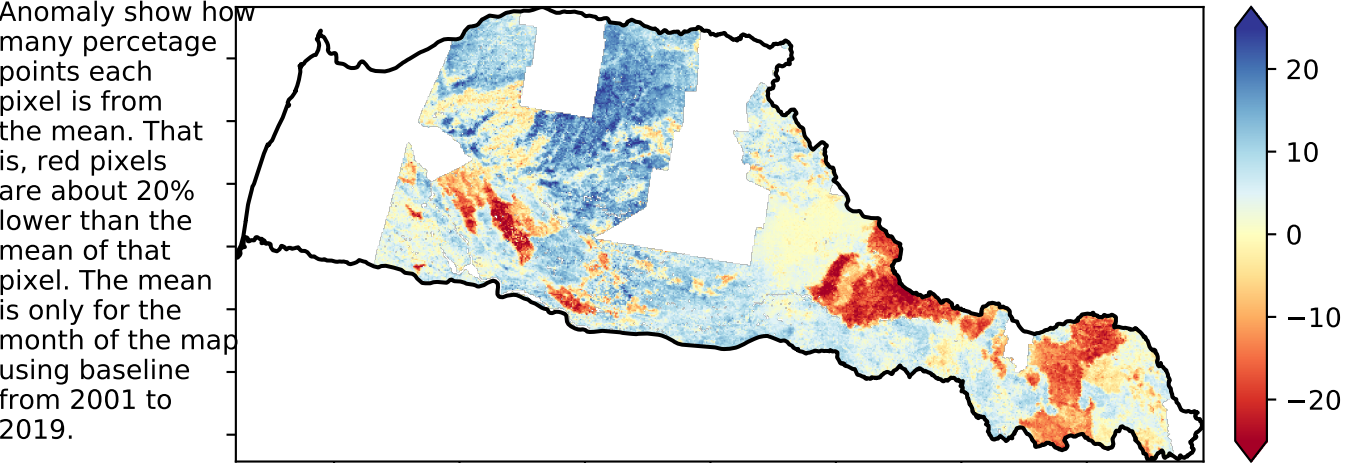 Anomaly show how
many percetage
points each
pixel is from
the mean. That
is, red pixels
are about 20%
lower than the
mean of that
pixel. The mean
is only for the
month of the map
using baseline
from 2001 to
2019.
20
10
0
−10
−20